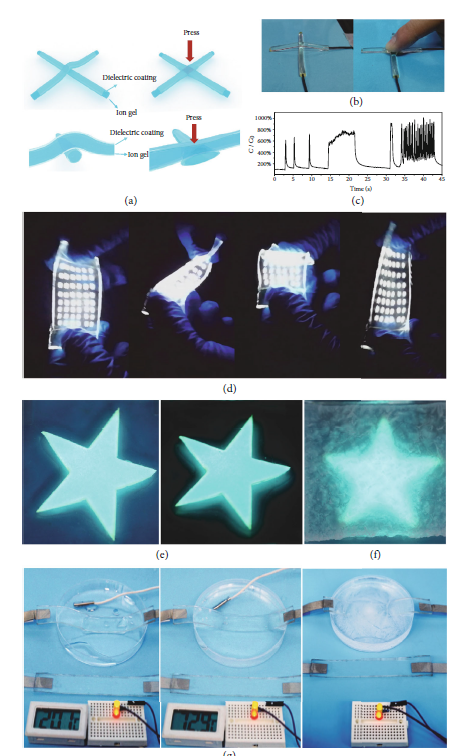 Press
Dielectric coating
Ion gel
Dielectric coating
Press
Ion gel
(a)
(b)
1000%
800%
600%
400%
200%
C / C0
0 5 10 15 20 25 30 35 40 45
Time (s)
(c)
(d)
(e)
(f)